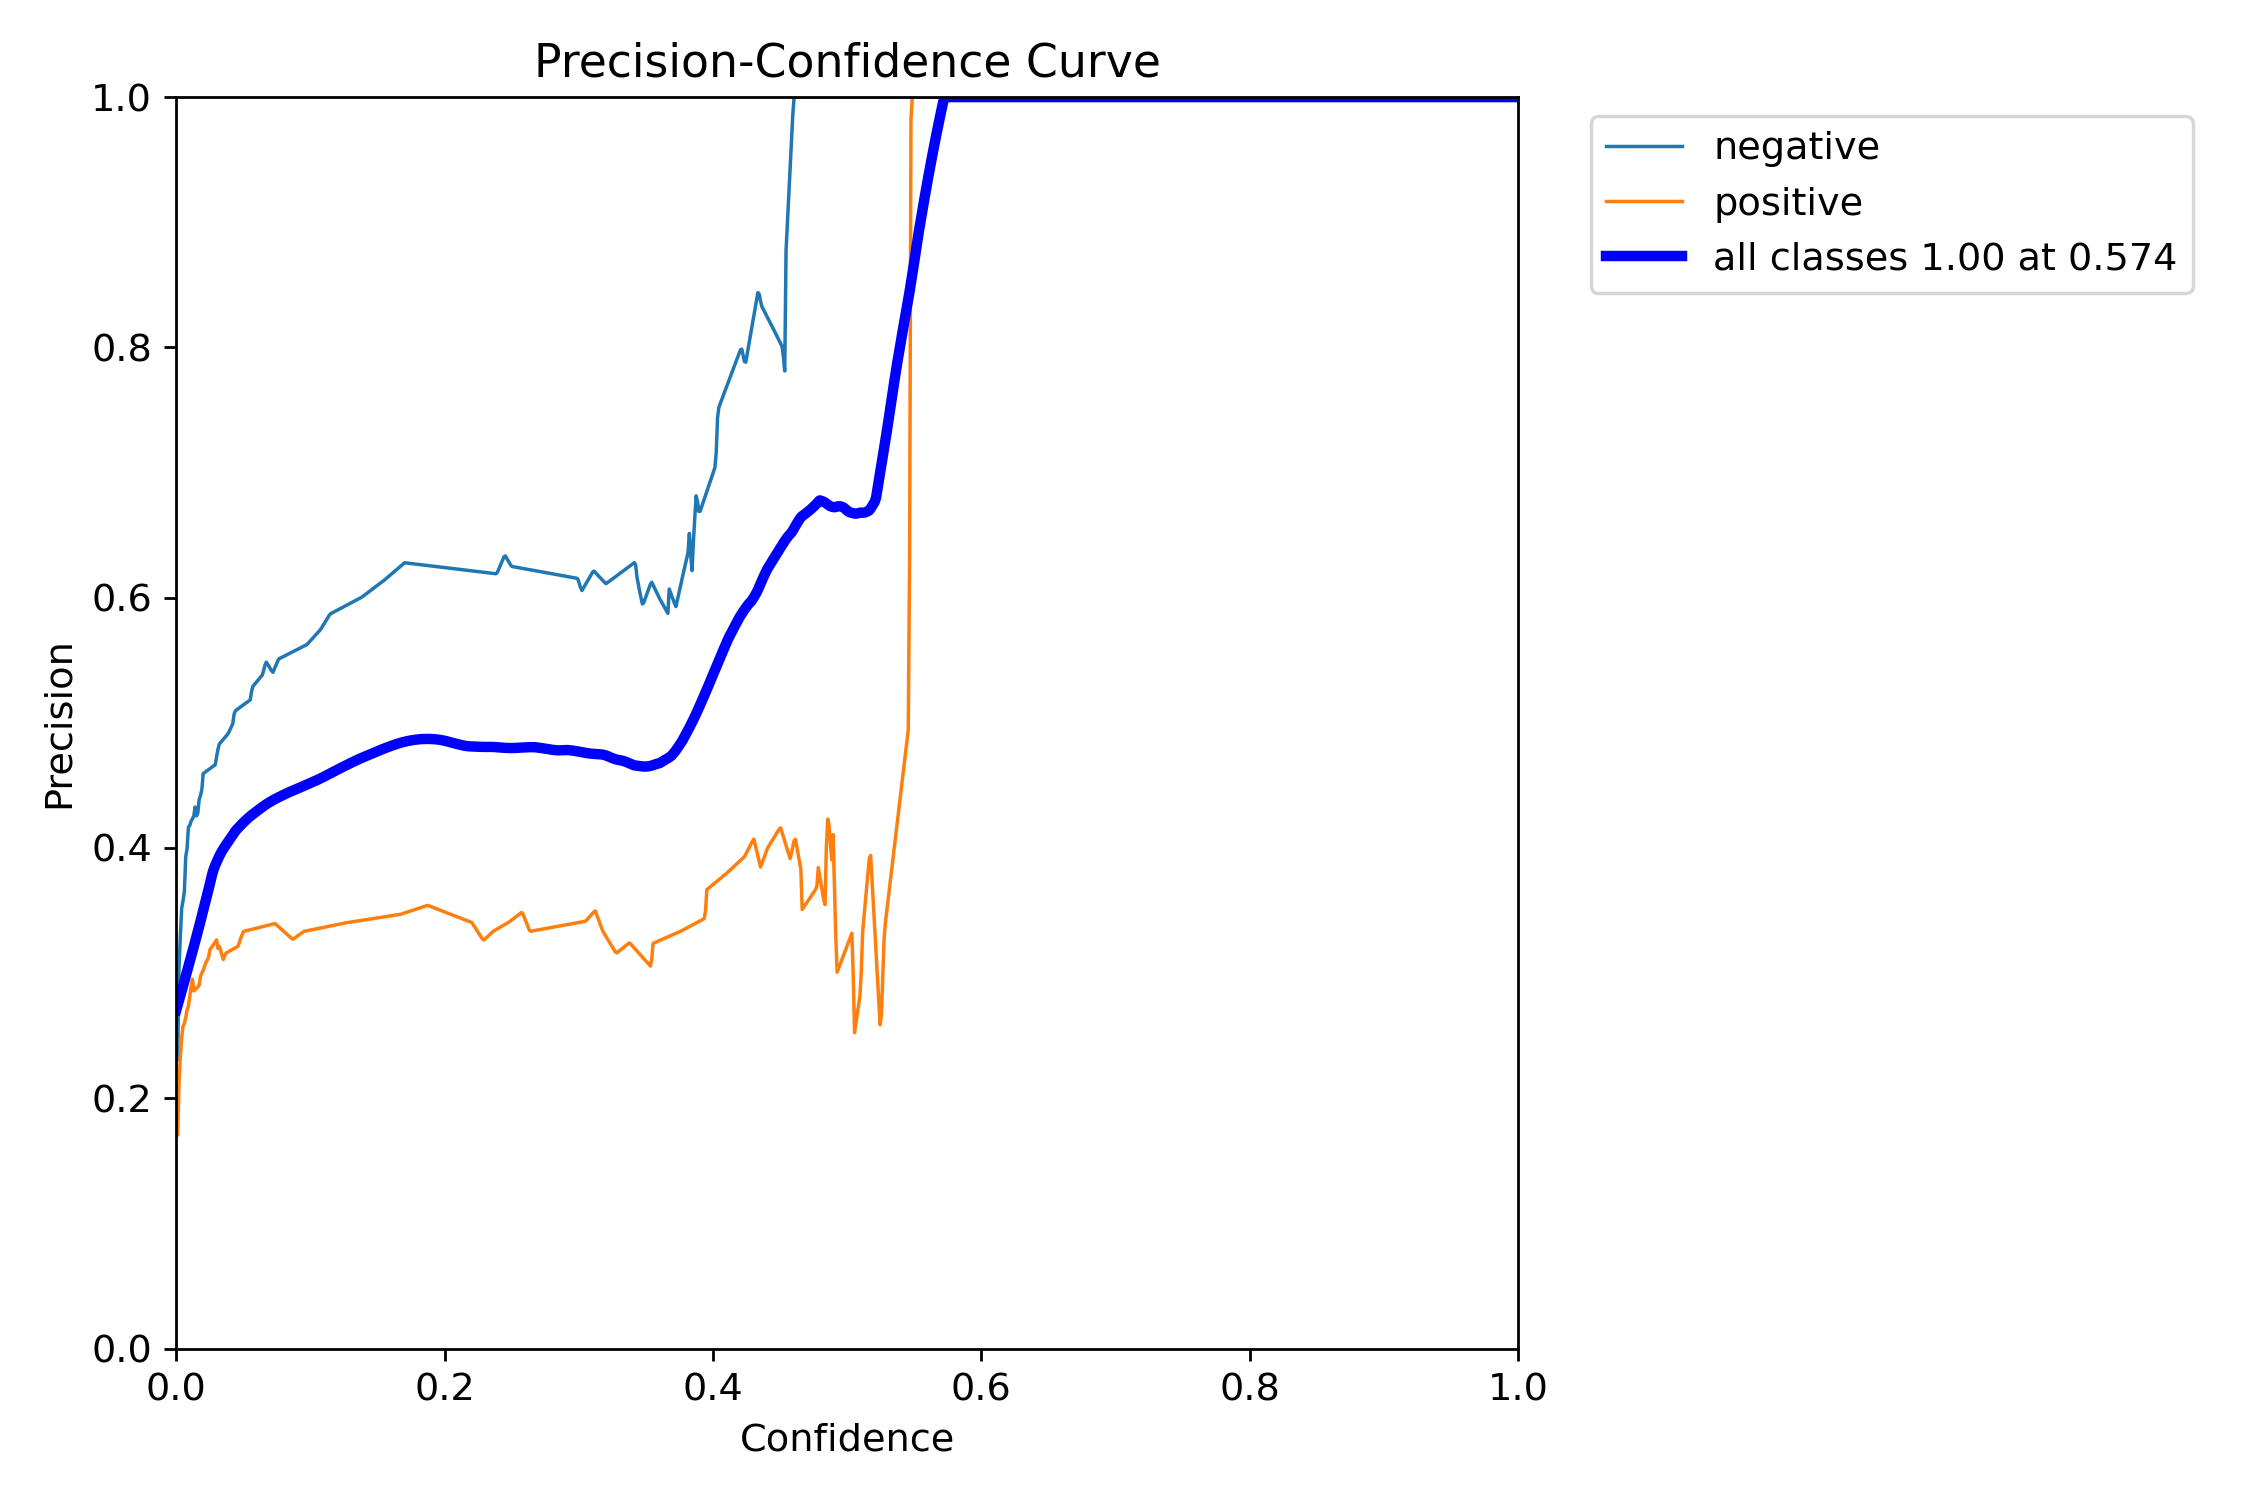 Precision-Confidence Curve
negative
positive
all classes 1.00 at 0.574
1.0
0.8
0.6
0.4
0.2
0.0
Precision
0.0 0.2 0.4 0.6 0.8 1.0
Confidence